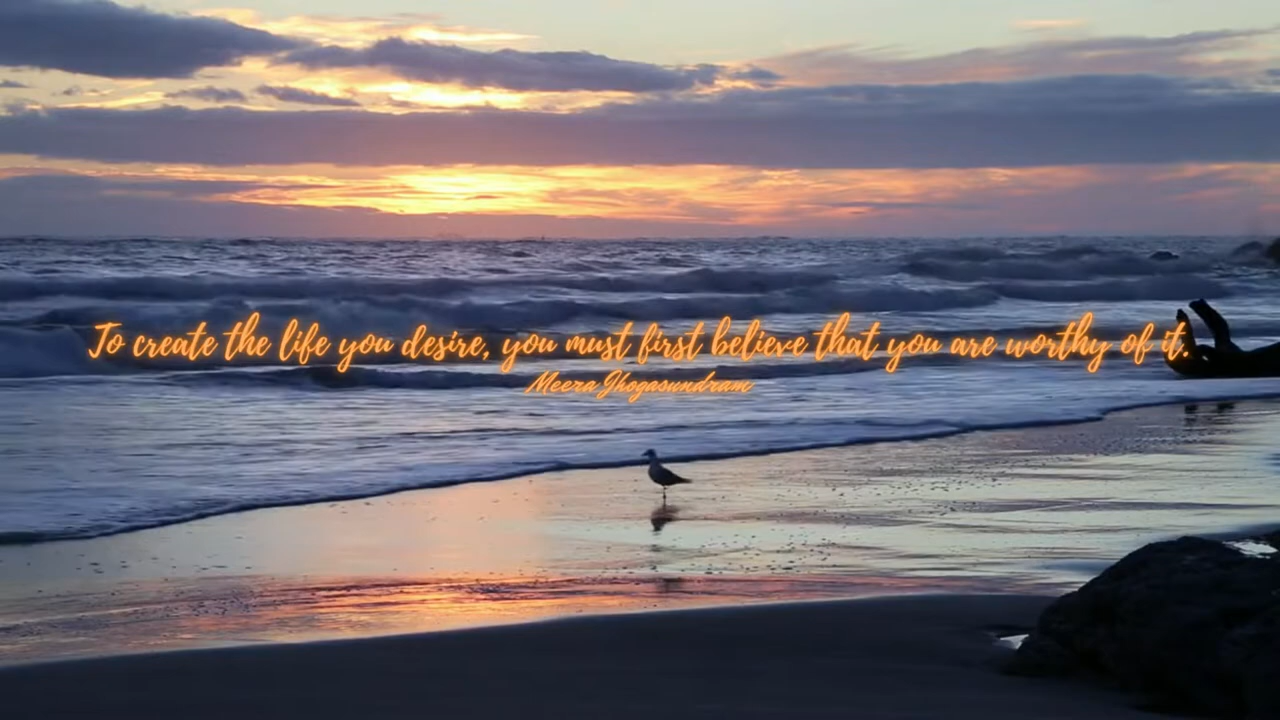 To create the life you desire, you must first believe that you are worthy of it.
Meera Jhogasundram